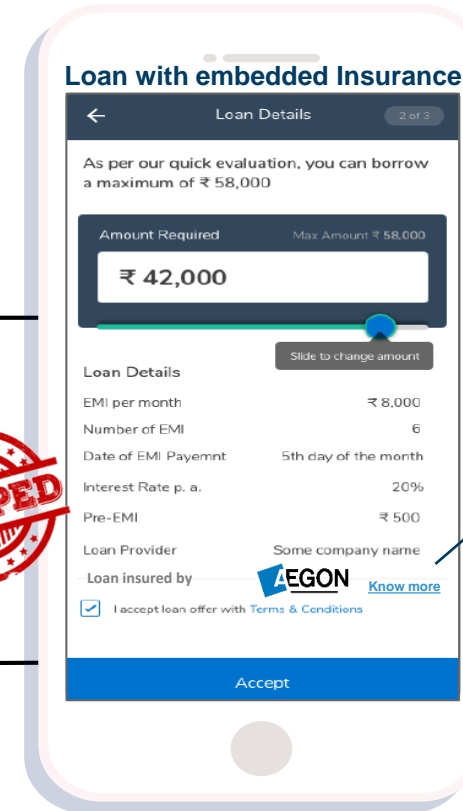 Loan with embedded Insurance
Loan Details 2 of 3
As per our quick evaluation, you can borrow
a maximum of ₹ 58,000
Amount Required Max Amount ₹ 58,000
₹ 42,000
Slide to change amount
Loan Details
EMI per month ₹ 8,000
Number of EMI 6
Date of EMI Payemnt 5th day of the month
Interest Rate p. a. 20%
Pre-EMI ₹ 500
Loan Provider Some company name
Loan insured by AEGON Know more
I accept loan offer with Terms & Conditions
Accept